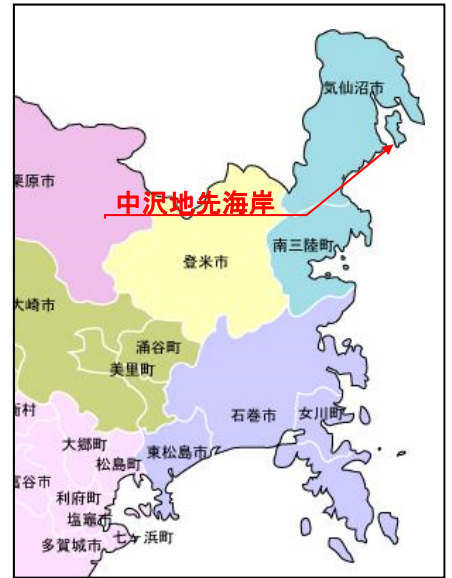 気仙沼市
栗原市
中沢地先海岸
南三陸町
登米市
大崎市
涌谷町
美里町
石巻市
女川町
大郷町
東松島市
松島町
富谷市
利府町
塩竈市
七ヶ浜町
多賀城市